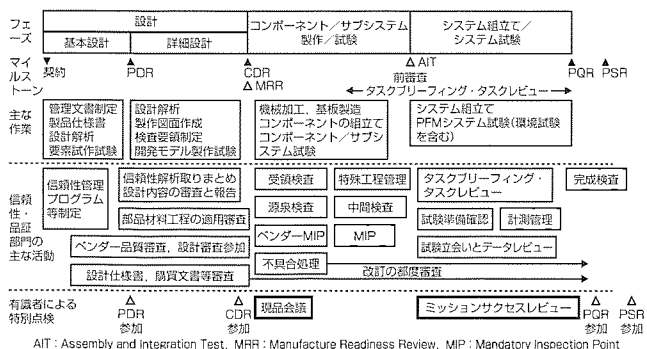 フェーズ
設計
基本設計
詳細設計
コンポーネント/サブシステム
製作/試験
システム組立て/
システム試験
マイルストーン
▼契約
PDR
CDR
MRR
AIT
前審査
PQR
PSR
タスクブリーフィング・タスクレビュー
主な作業
管理文書制定
製品仕様書
設計解析
要素試作試験
設計解析
製作図面作成
検査要領制定
開発モデル製作試験
機械加工、基板製造
コンポーネントの組立て
コンポーネント/サブシ
ステム試験
システム組立て
PFMシステム試験(環境試験
を含む)
信頼性・品証部門の主な活動
信頼性管理
プログラム
等制定
信頼性解析取りまとめ
設計内容の審査と報告
部品材料工程の適用審査
ベンダー品質審査、設計審査参加
設計仕様書、購買文書等審査
受領検査
特殊工程管理
源泉検査
中間検査
ベンダーMIP
MIP
不具合処理
改訂の都度審査
タスクブリーフィング・
タスクレビュー
試験準備確認
計測管理
試験立会いとデータレビュー
完成検査
有識者による
特別点検
PDR
参加
CDR
参加
現品会議
ミッションサクセスレビュー
PQR
参加
PSR
参加
AIT:Assembly and Integration Test, MRR:Manufacture Readiness Review, MIP:Mandatory Inspection Point